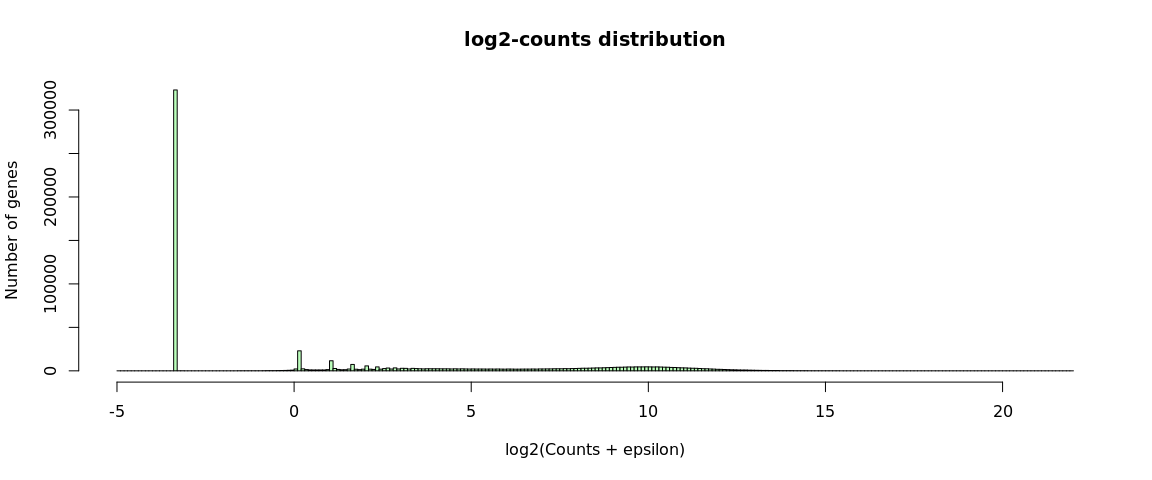 log2-counts distribution
Number of genes
300000
200000
100000
0
-5 0 5 10 15 20
log2(Counts + epsilon)